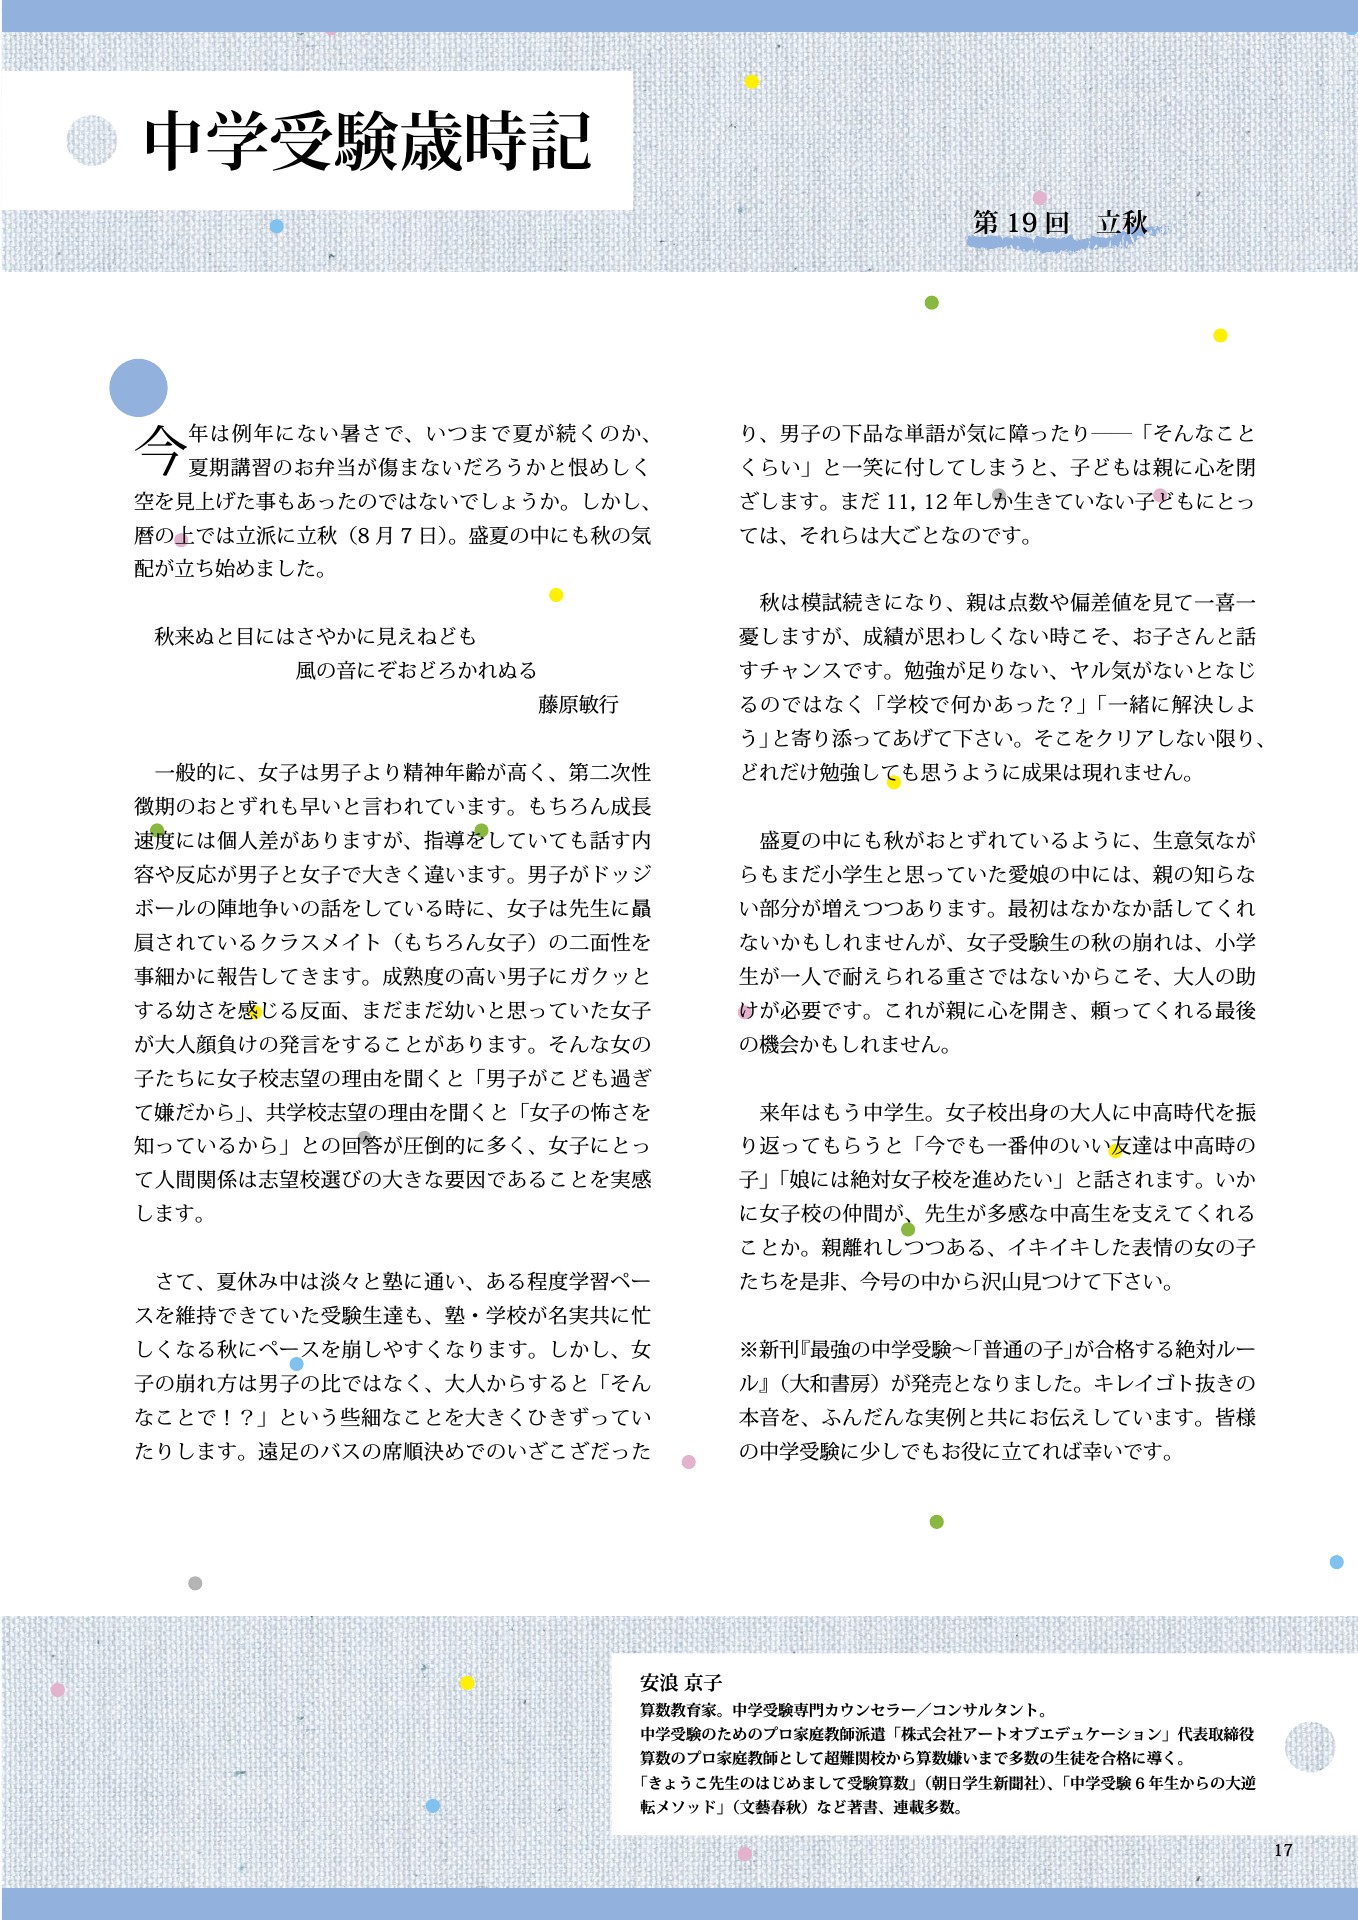 中学受験歳時記
第 19 回　立秋
今年は例年にない暑さで、いつまで夏が続くのか、
夏期講習のお弁当が傷まないだろうかと恨めしく
空を見上げた事もあったのではないでしょうか。しかし、
暦の上では立派に立秋（8 月 7 日）。盛夏の中にも秋の気
配が立ち始めました。
秋来ぬと目にはさやかに見えねども
風の音にぞおどろかれぬる
藤原敏行
一般的に、女子は男子より精神年齢が高く、第二次性
徴期のおとずれも早いと言われています。もちろん成長
速度には個人差がありますが、指導をしていても話す内
容や反応が男子と女子で大きく違います。男子がドッジ
ボールの陣地争いの話をしている時に、女子は先生に贔
屓されているクラスメイト（もちろん女子）の二面性を
事細かに報告してきます。成熟度の高い男子にガクッと
する幼さを感じる反面、まだまだ幼いと思っていた女子
が大人顔負けの発言をすることがあります。そんな女の
子たちに女子校志望の理由を聞くと「男子がこども過ぎ
て嫌だから」、共学校志望の理由を聞くと「女子の怖さを
知っているから」との回答が圧倒的に多く、女子にとっ
て人間関係は志望校選びの大きな要因であることを実感
します。
さて、夏休み中は淡々と塾に通い、ある程度学習ペー
スを維持できていた受験生達も、塾・学校が名実共に忙
しくなる秋にペースを崩しやすくなります。しかし、女
子の崩れ方は男子の比ではなく、大人からすると「そん
なことで！？」という些細なことを大きくひきずってい
たりします。遠足のバスの席順決めでのいざこざだった
り、男子の下品な単語が気に障ったり――「そんなこと
くらい」と一笑に付してしまうと、子どもは親に心を閉
ざします。まだ 11, 12 年しか生きていない子どもにとっ
ては、それらは大ごとなのです。
秋は模試続きになり、親は点数や偏差値を見て一喜一
憂しますが、成績が思わしくない時こそ、お子さんと話
すチャンスです。勉強が足りない、ヤル気がないとなじ
るのではなく「学校で何かあった？」「一緒に解決しよ
う」と寄り添ってあげて下さい。そこをクリアしない限り、
どれだけ勉強しても思うように成果は現れません。
盛夏の中にも秋がおとずれているように、生意気なが
らもまだ小学生と思っていた愛娘の中には、親の知らな
い部分が増えつつあります。最初はなかなか話してくれ
ないかもしれませんが、女子受験生の秋の崩れは、小学
生が一人で耐えられる重さではないからこそ、大人の助
けが必要です。これが親に心を開き、頼ってくれる最後
の機会かもしれません。
来年はもう中学生。女子校出身の大人に中高時代を振
り返ってもらうと「今でも一番仲のいい友達は中高時の
子」「娘には絶対女子校を進めたい」と話されます。いか
に女子校の仲間が、先生が多感な中高生を支えてくれる
ことか。親離れしつつある、イキイキした表情の女の子
たちを是非、今号の中から沢山見つけて下さい。
※新刊『最強の中学受験～「普通の子」が合格する絶対ルー
ル』（大和書房）が発売となりました。キレイゴト抜きの
本音を、ふんだんな実例と共にお伝えしています。皆様
の中学受験に少しでもお役に立てれば幸いです。
安浪 京子
算数教育家。中学受験専門カウンセラー／コンサルタント。
中学受験のためのプロ家庭教師派遣「株式会社アートオブエデュケーション」代表取締役
算数のプロ家庭教師として超難関校から算数嫌いまで多数の生徒を合格に導く。
「きょうこ先生のはじめまして受験算数」（朝日学生新聞社）、「中学受験 6 年生からの大逆
転メソッド」（文藝春秋）など著書、連載多数。
17